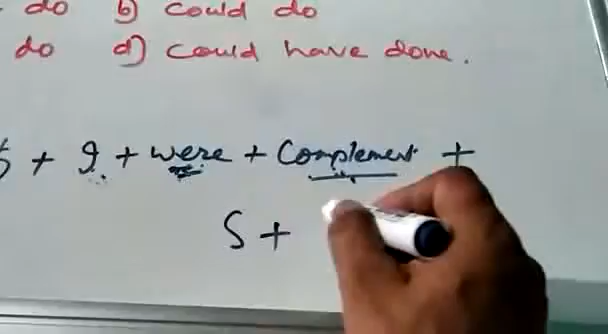 do b) could do
do d) could have done.
+ I + were + Complement +
S +